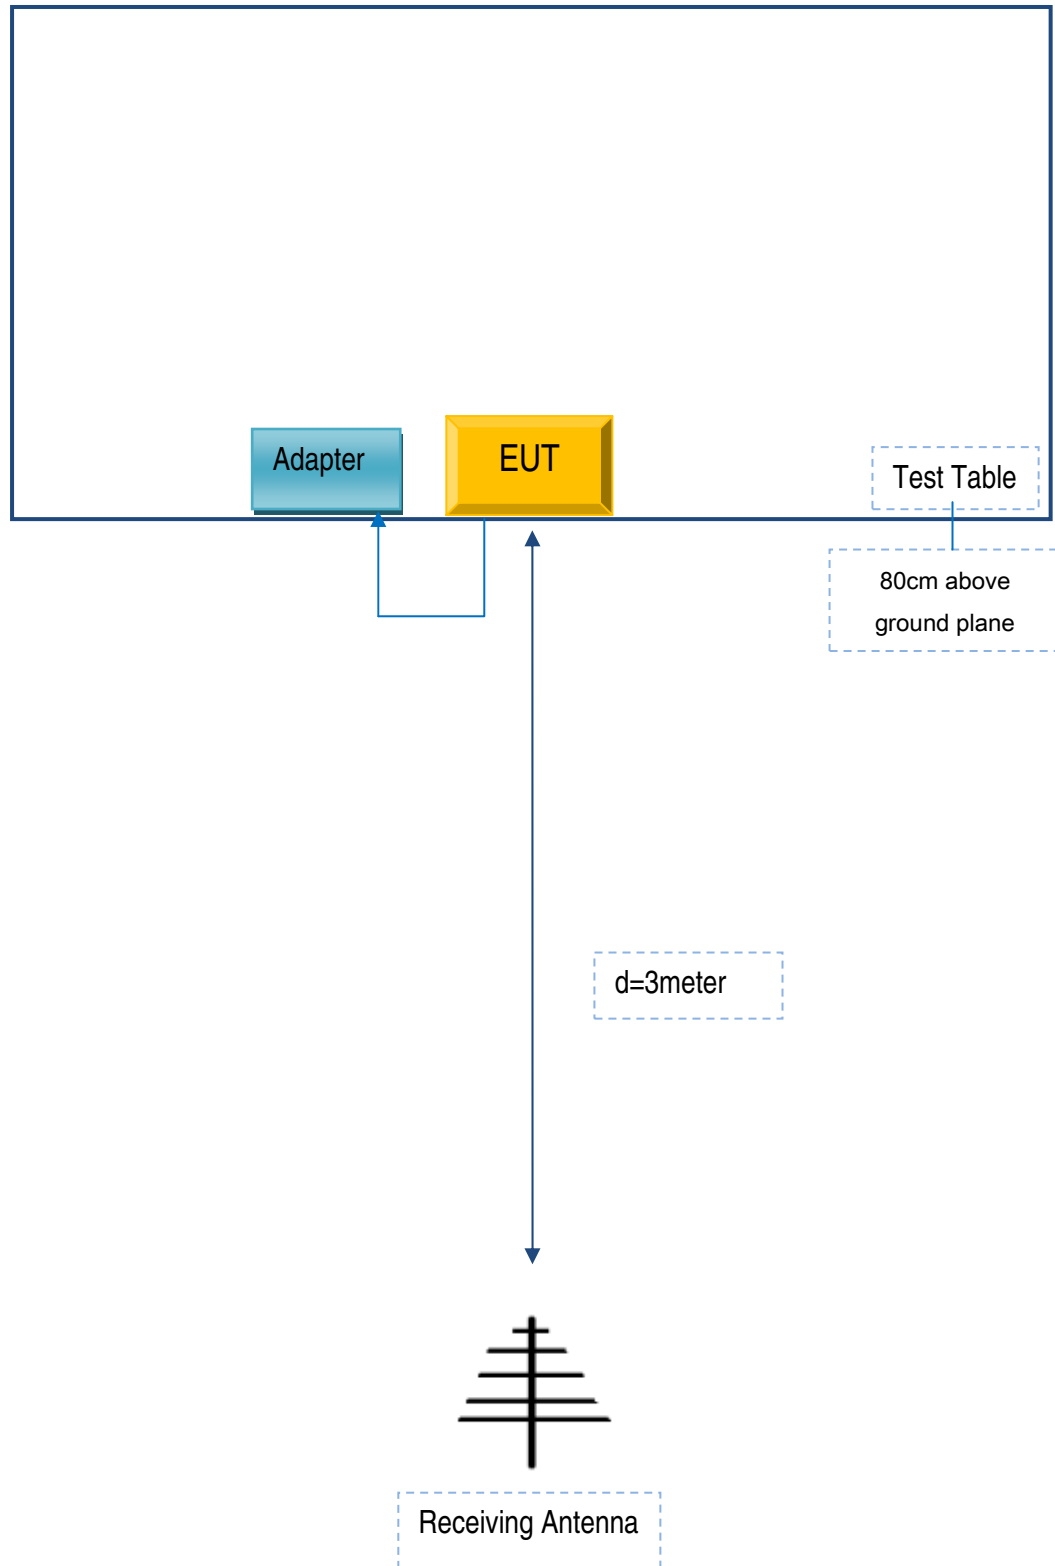 Adapter
EUT
Test Table
80cm above
ground plane
d=3meter
Receiving Antenna